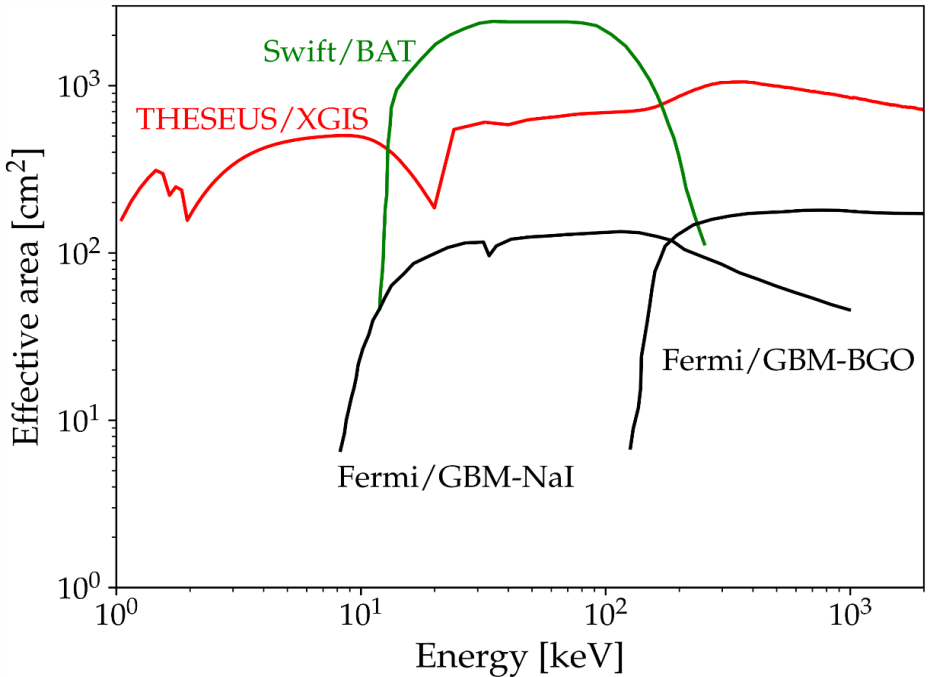 Swift/BAT
THESEUS/XGIS
Fermi/GBM-BGO
Fermi/GBM-NaI
Effective area [cm²]
10³
10²
10¹
10⁰
10⁰ 10¹ 10² 10³
Energy [keV]